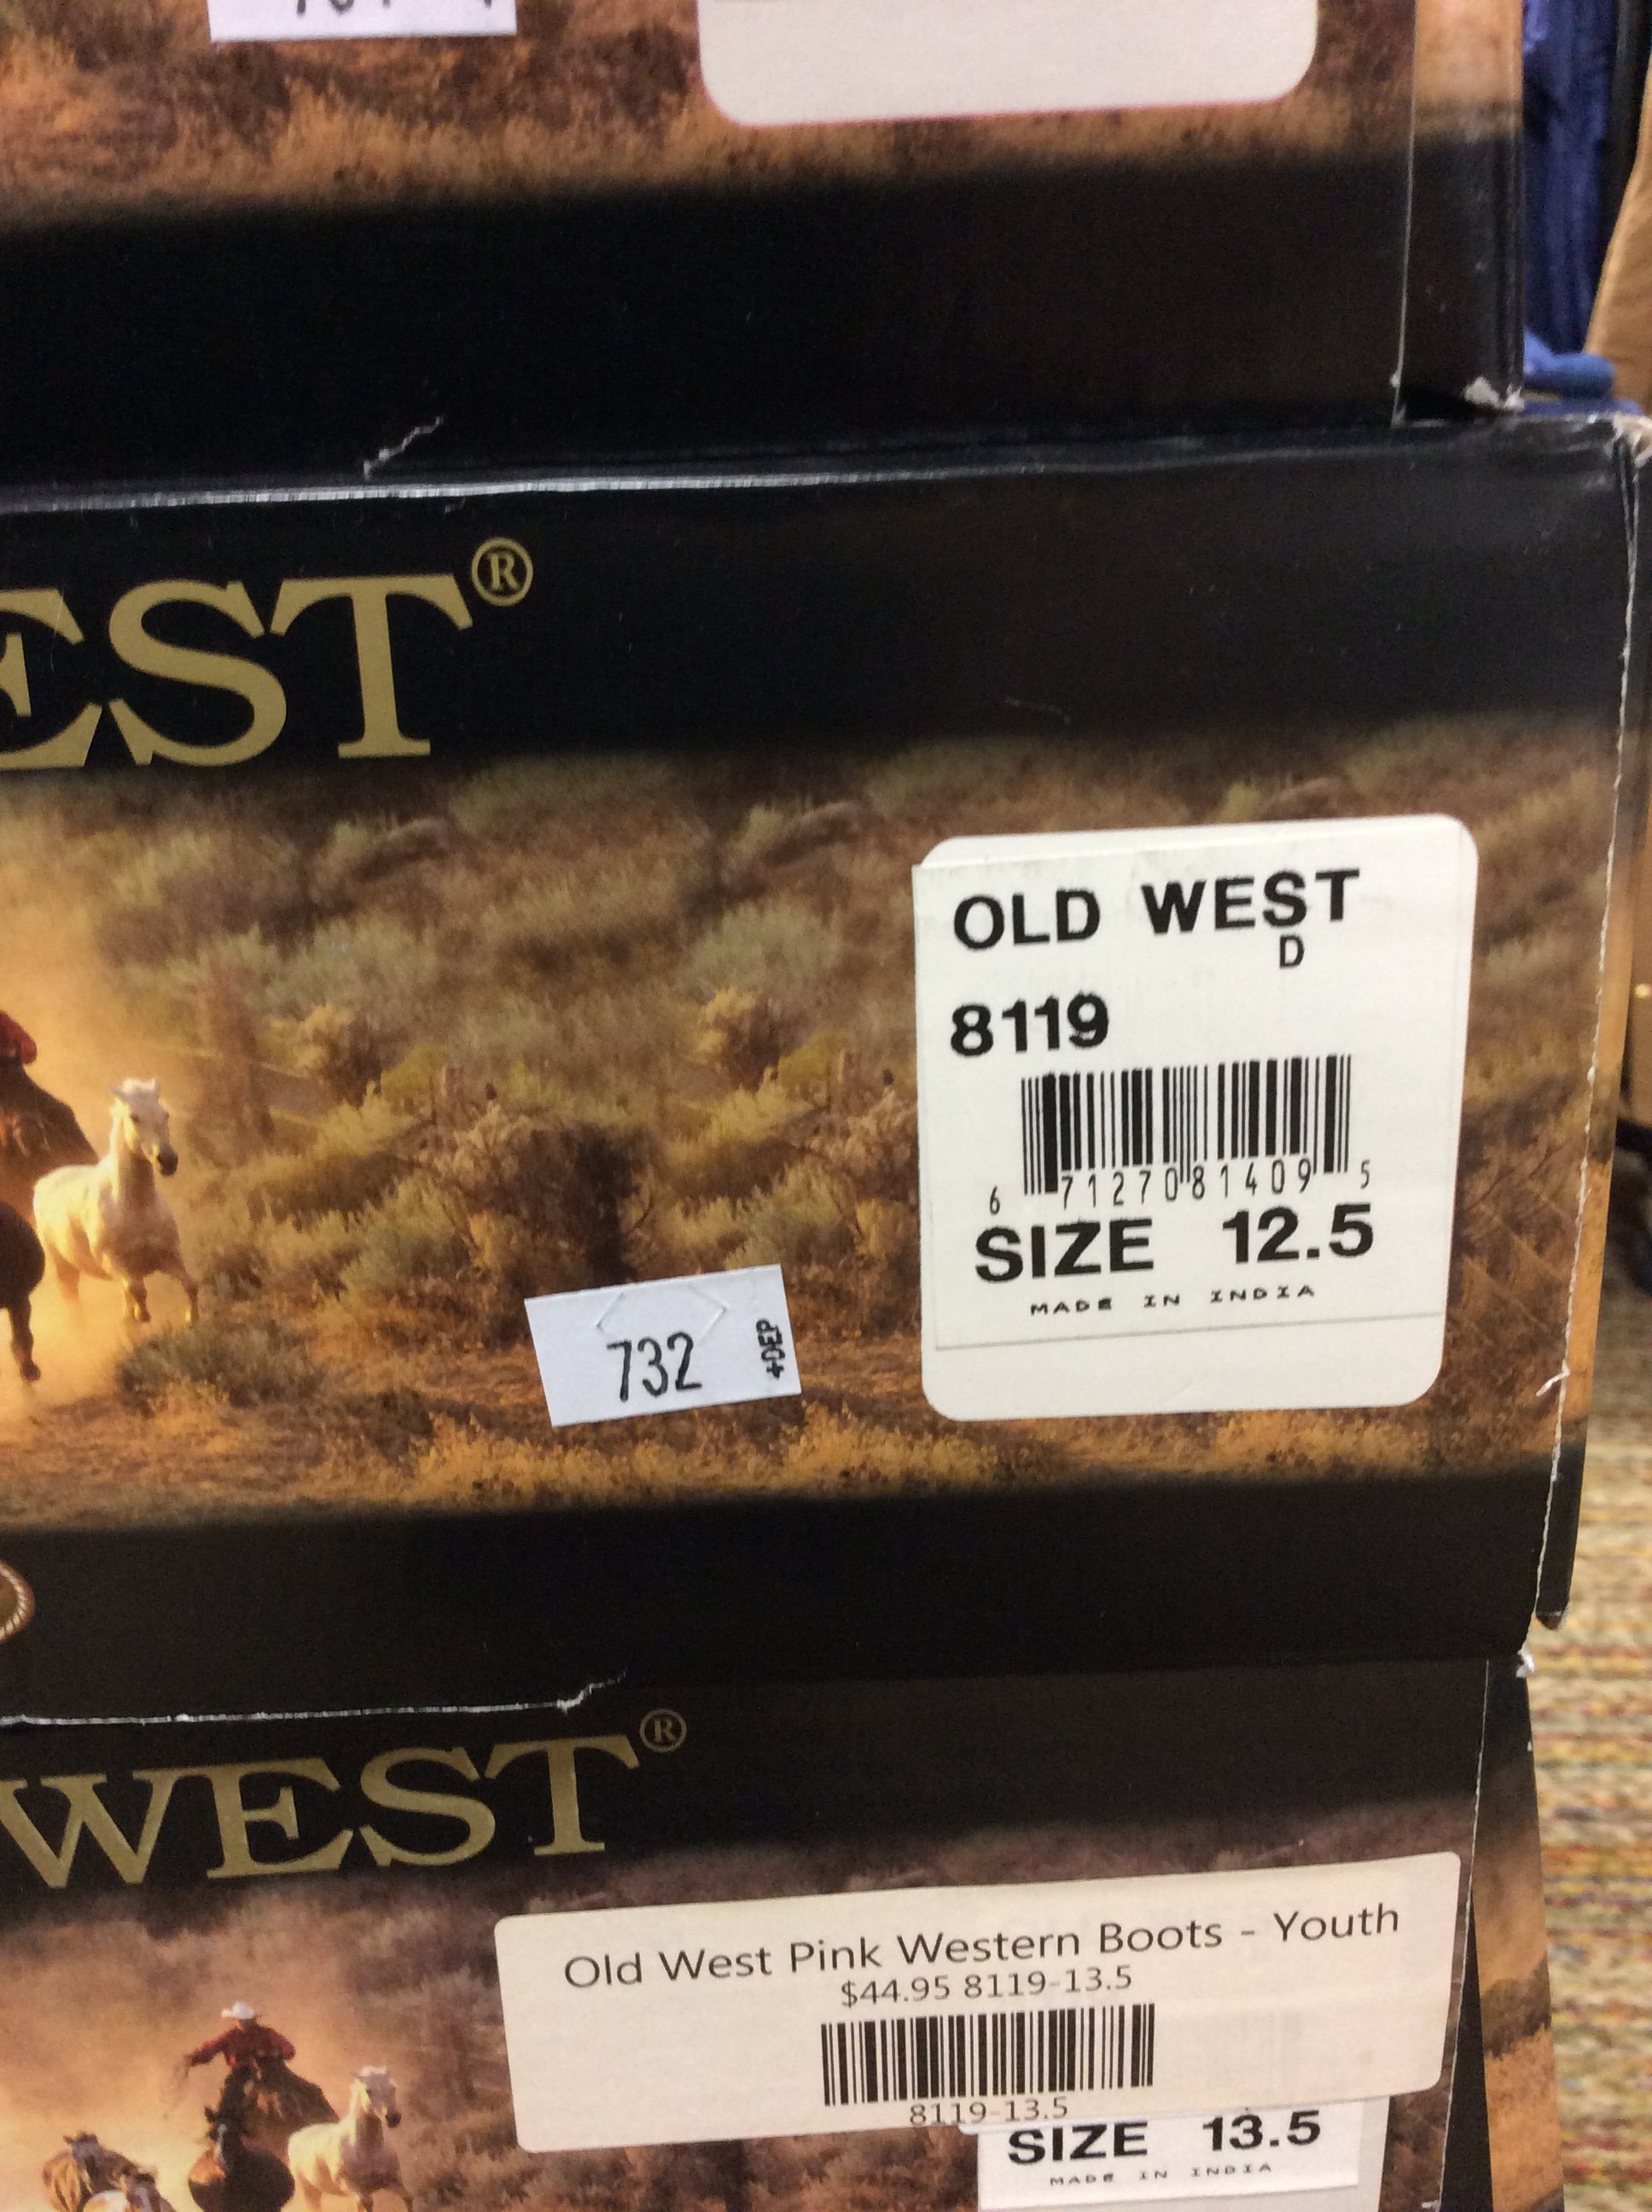 EST®
OLD WEST
D
8119
6 71270 81409 5
SIZE 12.5
MADE IN INDIA
732
WEST®
Old West Pink Western Boots - Youth
$44.95 8119-13.5
8119-13.5
SIZE 13.5
MADE IN INDIA